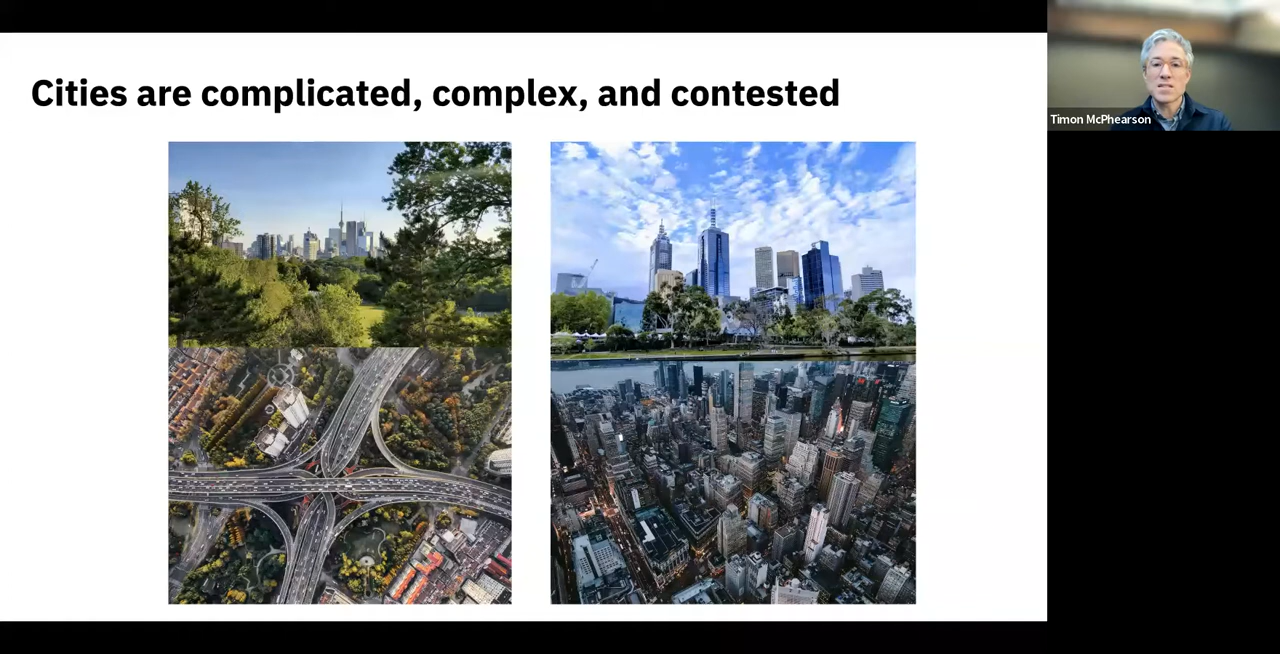 Cities are complicated, complex, and contested
Timon McPhearson